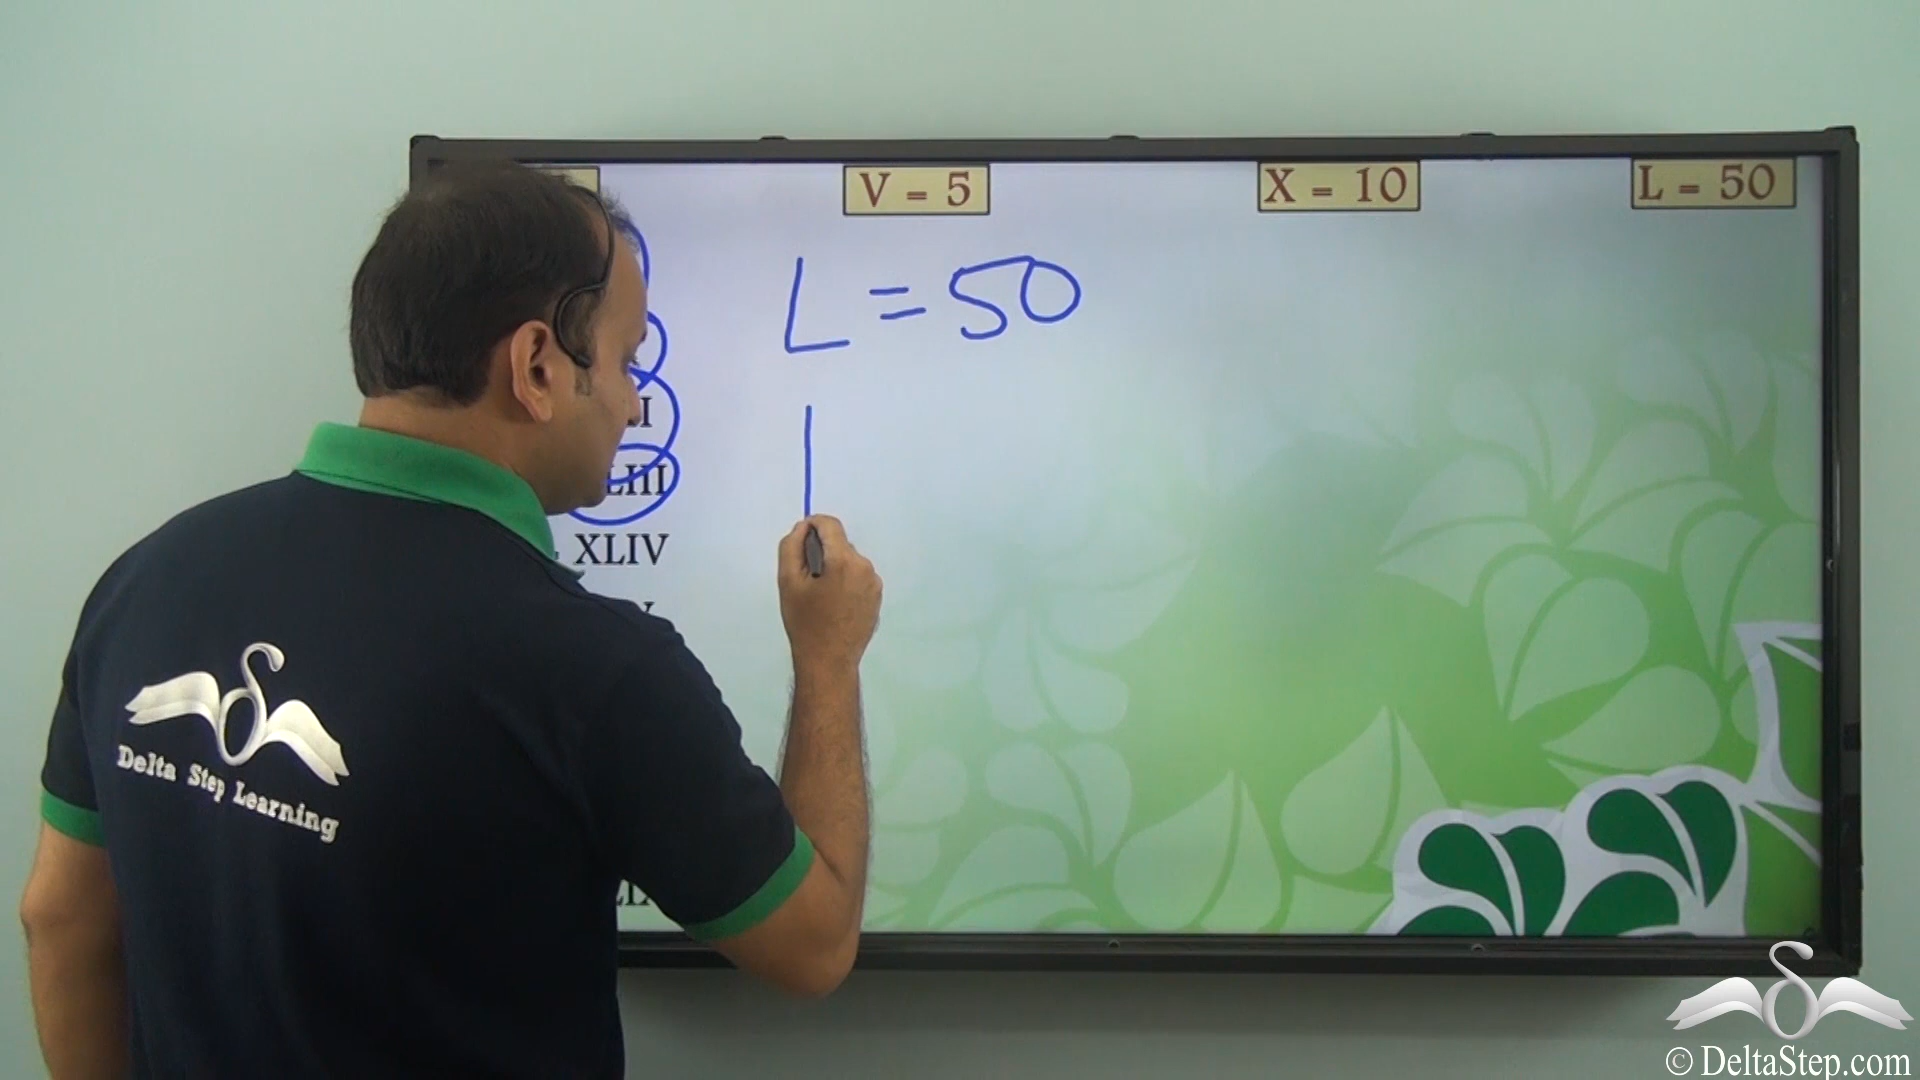 V = 5
X = 10
L = 50
L = 50
XLIV
Delta Step Learning
© DeltaStep.com